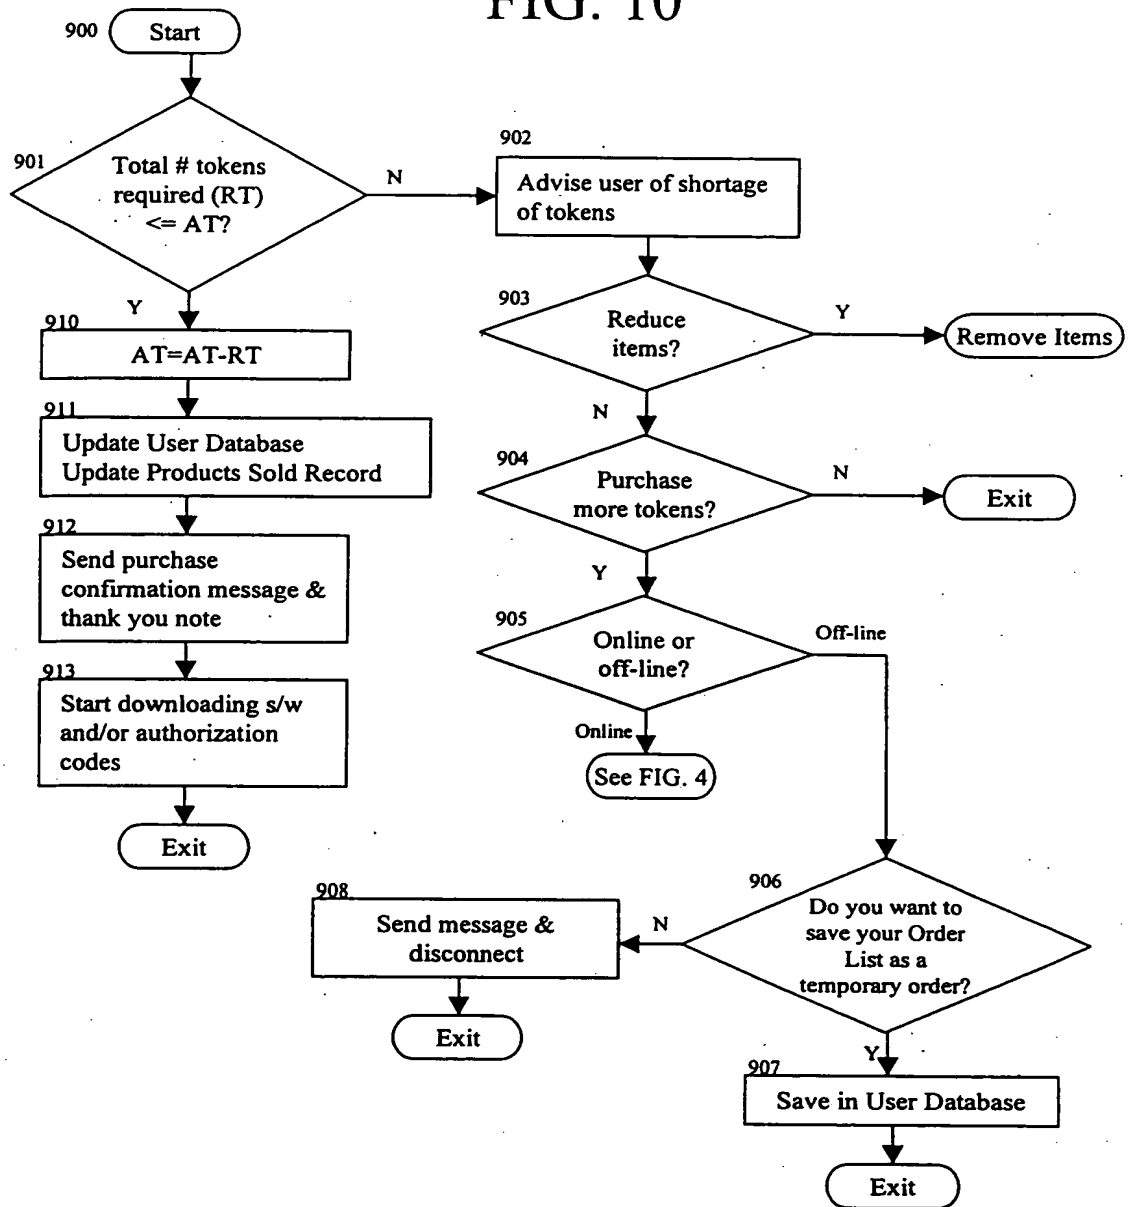 FIG. 10
900
Start
901
Total # tokens
required (RT)
<= AT?
N
902
Advise user of shortage
of tokens
Y
903
Reduce
items?
Y
Remove Items
910
AT=AT-RT
N
911
Update User Database
Update Products Sold Record
904
Purchase
more tokens?
N
Exit
912
Send purchase
confirmation message &
thank you note
Y
905
Online or
off-line?
Off-line
913
Start downloading s/w
and/or authorization
codes
Online
See FIG. 4
Exit
906
Do you want to
save your Order
List as a
temporary order?
N
908
Send message &
disconnect
Exit
Y
907
Save in User Database
Exit